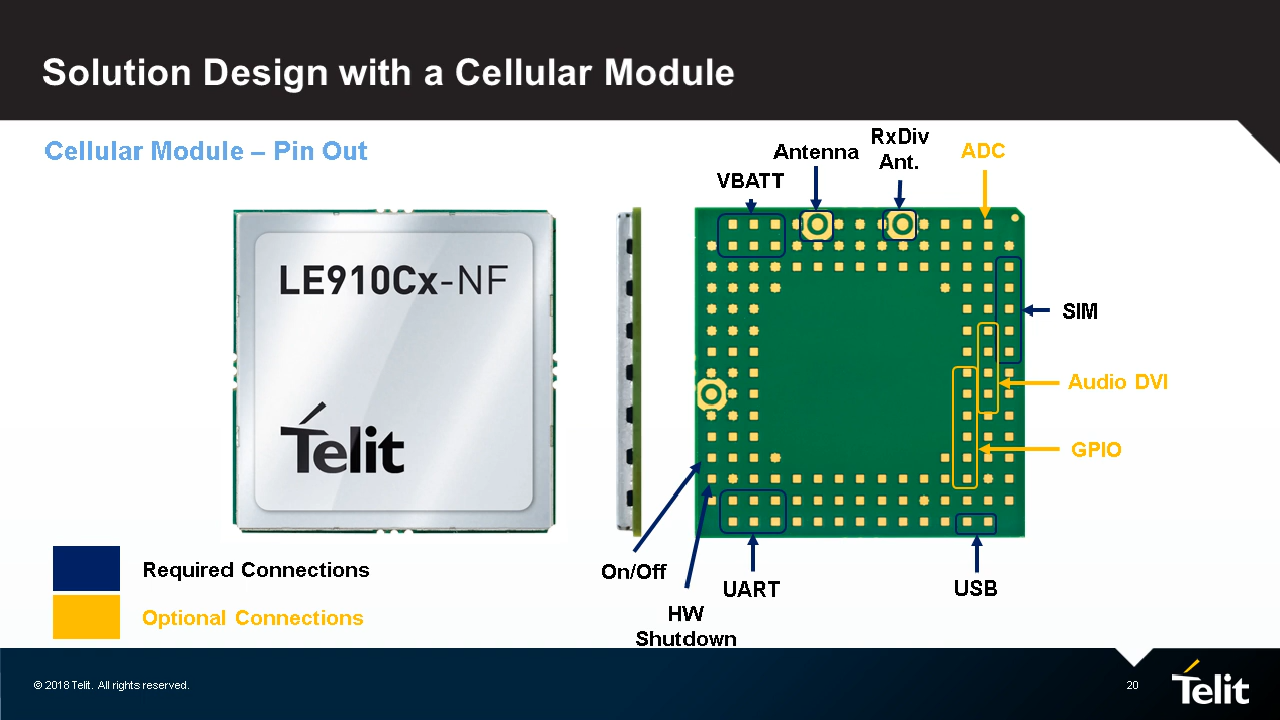 Solution Design with a Cellular Module
Cellular Module – Pin Out
VBATT
Antenna
RxDiv
Ant.
ADC
LE910Cx-NF
Telit
SIM
Audio DVI
GPIO
On/Off
HW
Shutdown
UART
USB
Required Connections
Optional Connections
© 2018 Telit. All rights reserved.
20
Telit